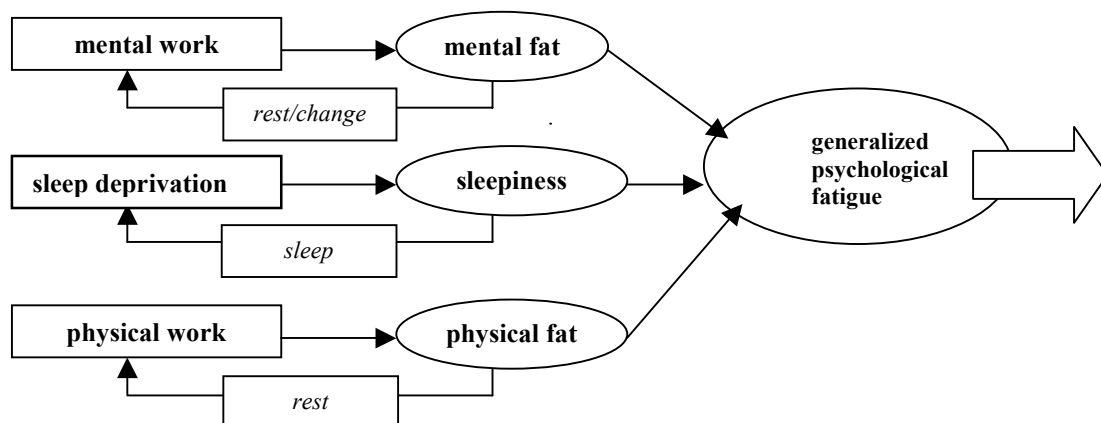 mental work
mental fat
rest/change
sleep deprivation
sleepiness
sleep
physical work
physical fat
rest
generalized
psychological
fatigue